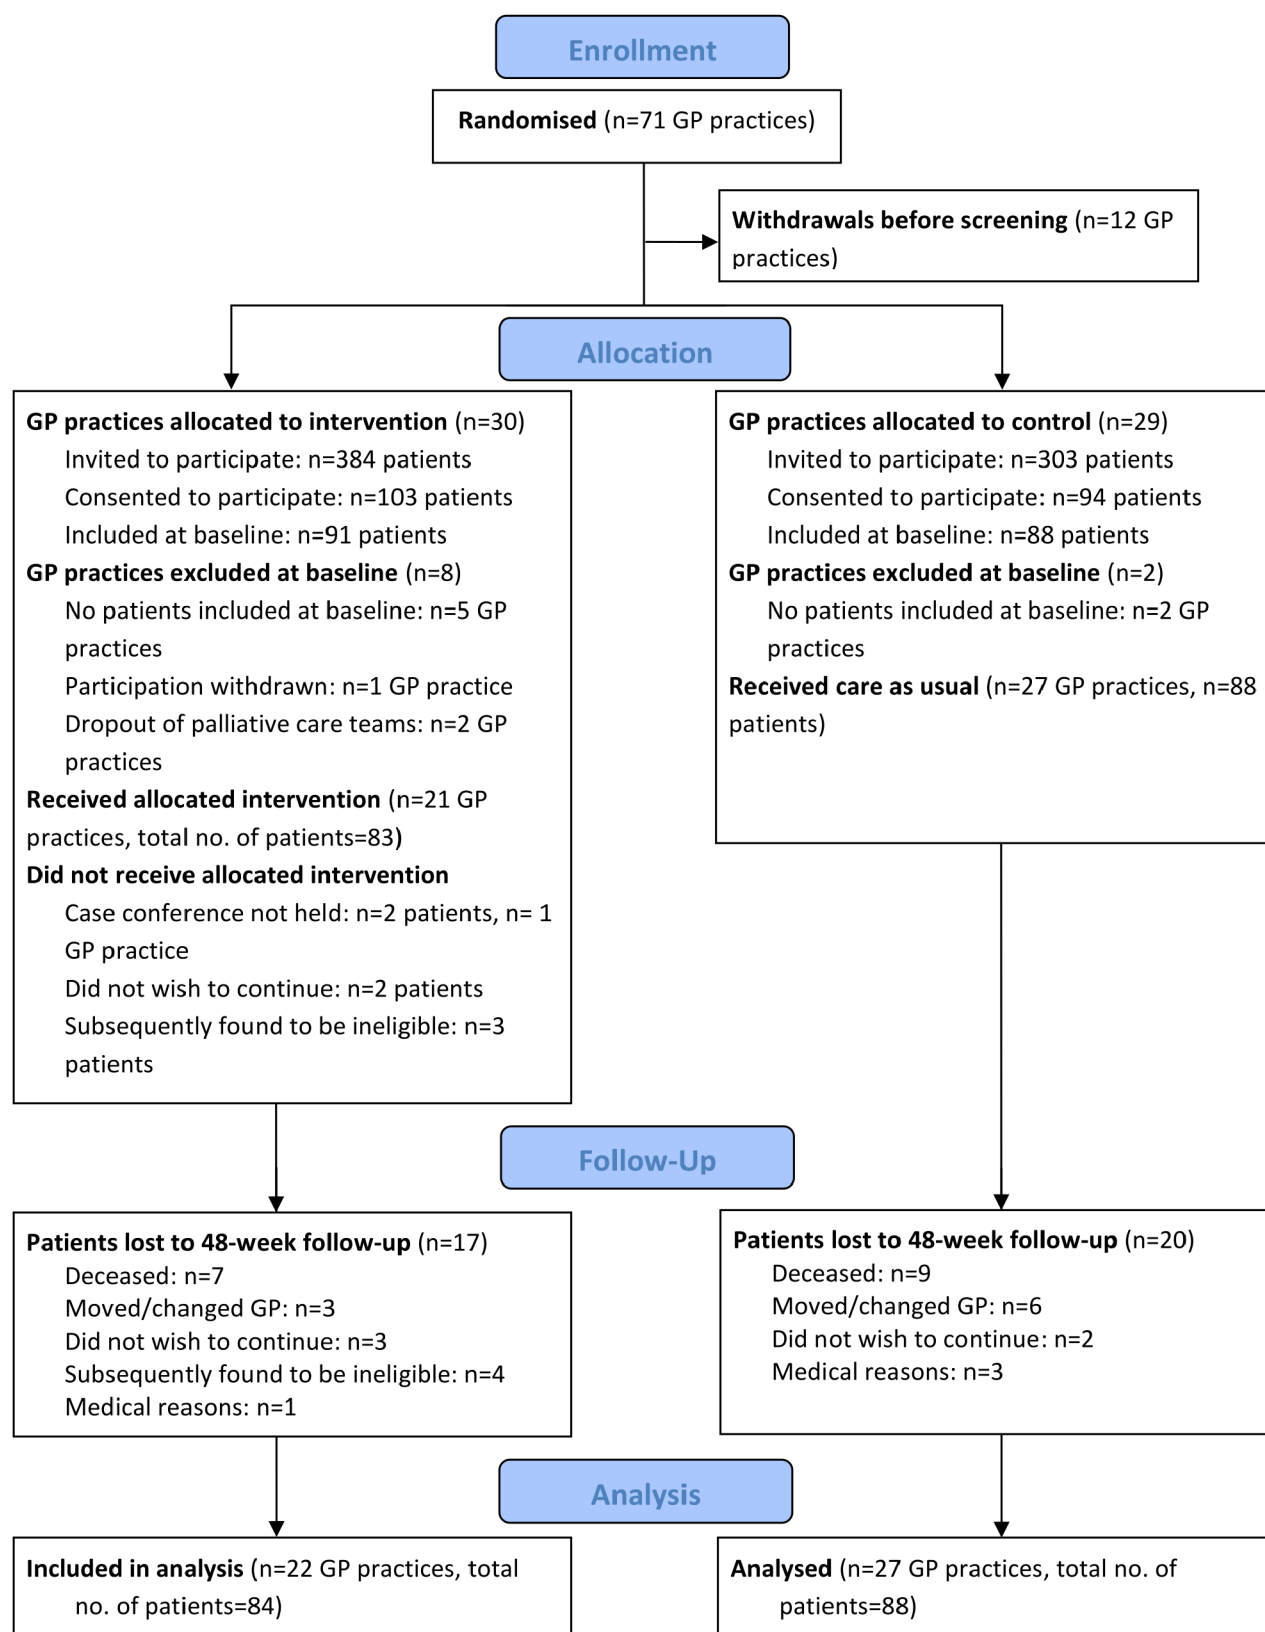 Enrollment
Randomised (n=71 GP practices)
Withdrawals before screening (n=12 GP
practices)
Allocation
GP practices allocated to intervention (n=30)
Invited to participate: n=384 patients
Consented to participate: n=103 patients
Included at baseline: n=91 patients
GP practices excluded at baseline (n=8)
No patients included at baseline: n=5 GP
practices
Participation withdrawn: n=1 GP practice
Dropout of palliative care teams: n=2 GP
practices
Received allocated intervention (n=21 GP
practices, total no. of patients=83)
Did not receive allocated intervention
Case conference not held: n=2 patients, n= 1
GP practice
Did not wish to continue: n=2 patients
Subsequently found to be ineligible: n=3
patients
GP practices allocated to control (n=29)
Invited to participate: n=303 patients
Consented to participate: n=94 patients
Included at baseline: n=88 patients
GP practices excluded at baseline (n=2)
No patients included at baseline: n=2 GP
practices
Received care as usual (n=27 GP practices, n=88
patients)
Follow-Up
Patients lost to 48-week follow-up (n=17)
Deceased: n=7
Moved/changed GP: n=3
Did not wish to continue: n=3
Subsequently found to be ineligible: n=4
Medical reasons: n=1
Patients lost to 48-week follow-up (n=20)
Deceased: n=9
Moved/changed GP: n=6
Did not wish to continue: n=2
Medical reasons: n=3
Analysis
Included in analysis (n=22 GP practices, total
no. of patients=84)
Analysed (n=27 GP practices, total no. of
patients=88)